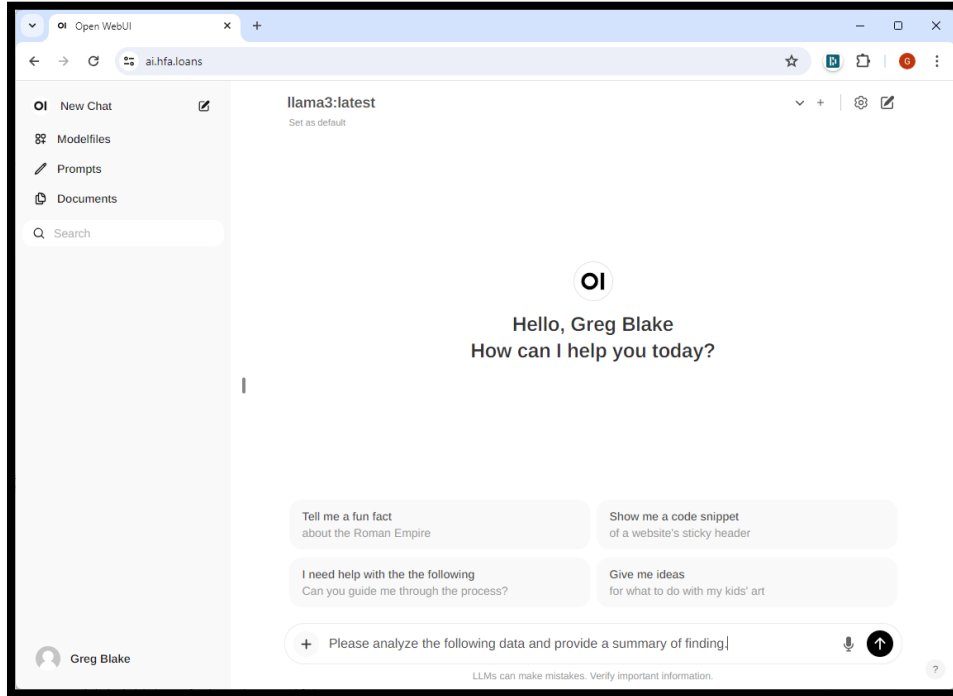 OI Open WebUI
ai.hfa.loans
G
OI New Chat
Modelfiles
Prompts
Documents
Search
Greg Blake
llama3:latest
Set as default
OI
Hello, Greg Blake
How can I help you today?
Tell me a fun fact
about the Roman Empire
Show me a code snippet
of a website's sticky header
I need help with the the following
Can you guide me through the process?
Give me ideas
for what to do with my kids' art
Please analyze the following data and provide a summary of finding.
LLMs can make mistakes. Verify important information.
?